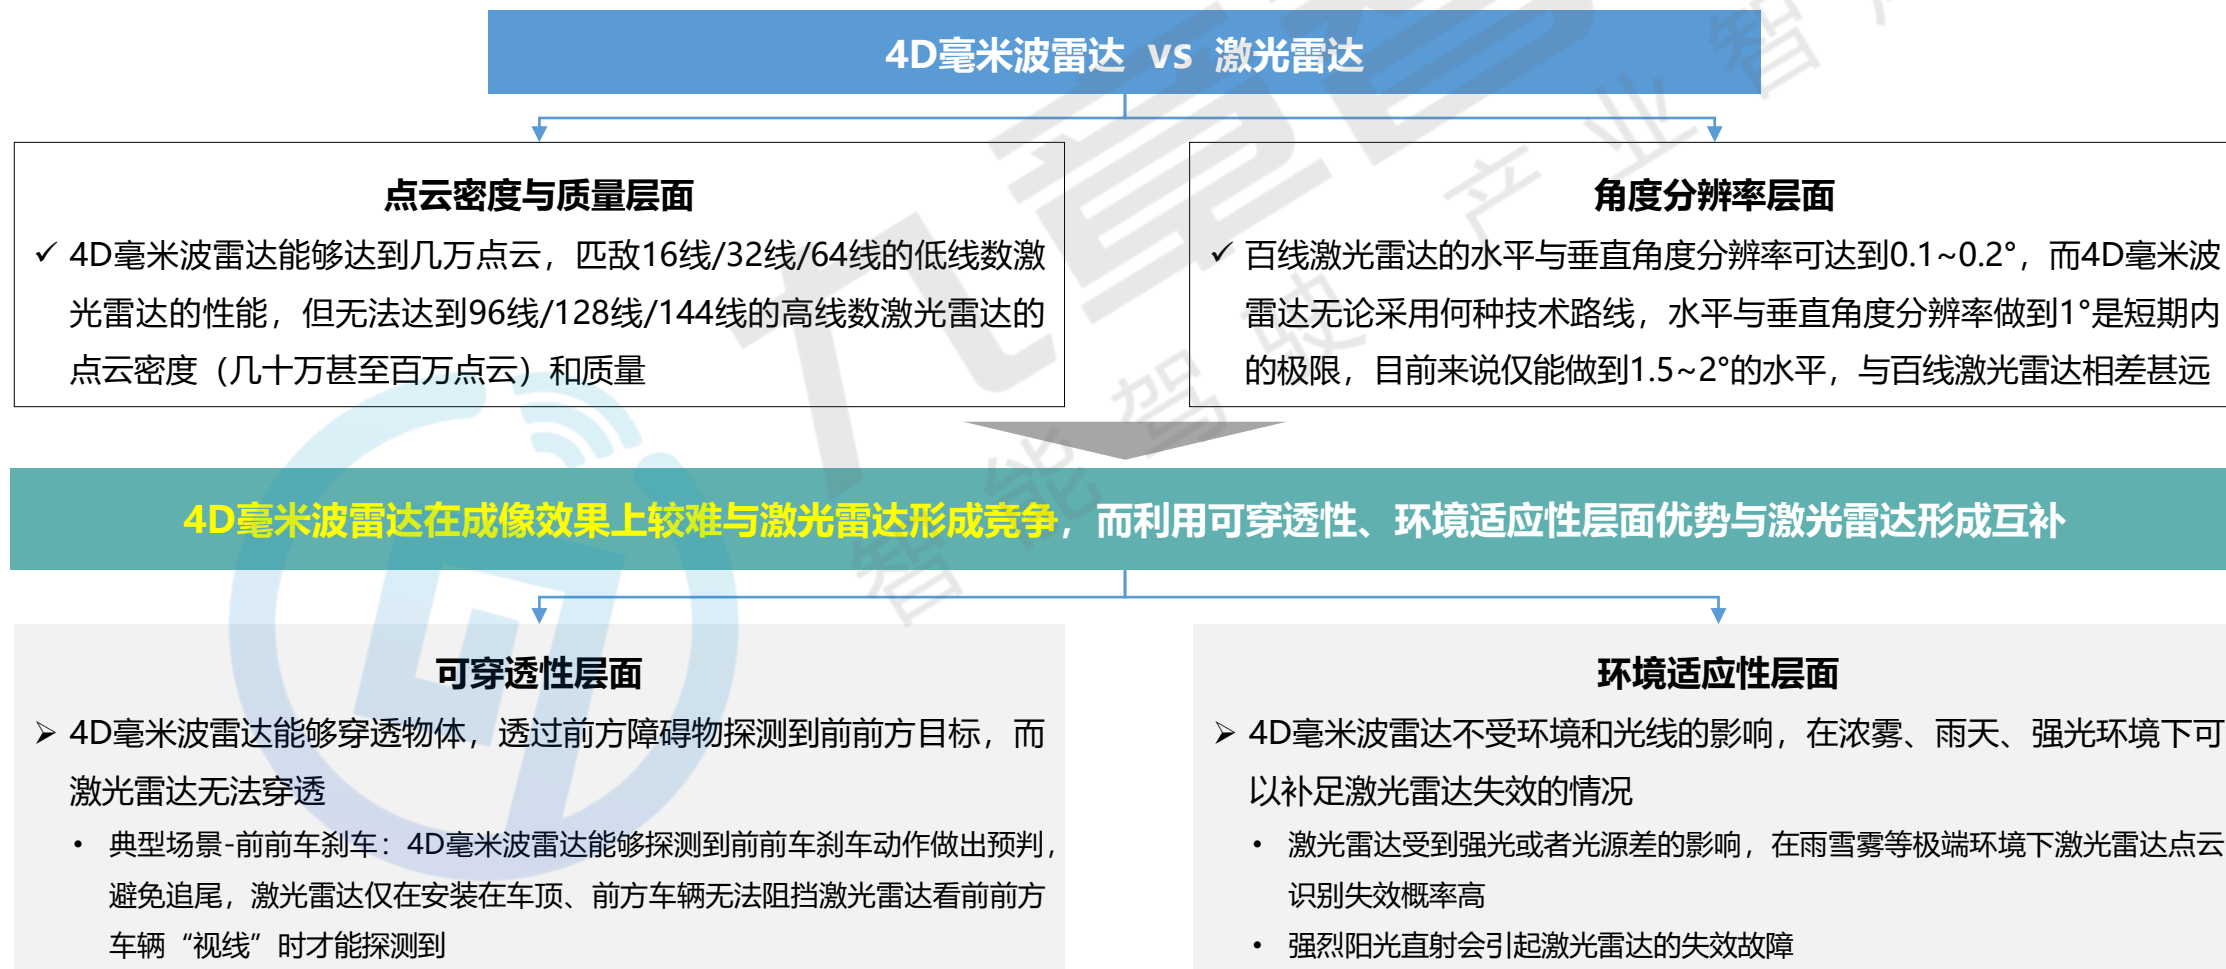 4D毫米波雷达 vs 激光雷达
点云密度与质量层面
✓ 4D毫米波雷达能够达到几万点云，匹敌16线/32线/64线的低线数激
光雷达的性能，但无法达到96线/128线/144线的高线数激光雷达的
点云密度（几十万甚至百万点云）和质量
角度分辨率层面
✓ 百线激光雷达的水平与垂直角度分辨率可达到0.1~0.2°，而4D毫米波
雷达无论采用何种技术路线，水平与垂直角度分辨率做到1°是短期内
的极限，目前来说仅能做到1.5~2°的水平，与百线激光雷达相差甚远
4D毫米波雷达在成像效果上较难与激光雷达形成竞争，而利用可穿透性、环境适应性层面优势与激光雷达形成互补
可穿透性层面
➢ 4D毫米波雷达能够穿透物体，透过前方障碍物探测到前前方目标，而
激光雷达无法穿透
• 典型场景-前前车刹车：4D毫米波雷达能够探测到前前车刹车动作做出预判，
避免追尾，激光雷达仅在安装在车顶、前方车辆无法阻挡激光雷达看前前方
车辆“视线”时才能探测到
环境适应性层面
➢ 4D毫米波雷达不受环境和光线的影响，在浓雾、雨天、强光环境下可
以补足激光雷达失效的情况
• 激光雷达受到强光或者光源差的影响，在雨雪雾等极端环境下激光雷达点云
识别失效概率高
• 强烈阳光直射会引起激光雷达的失效故障
九章智
智能驾驶产业智